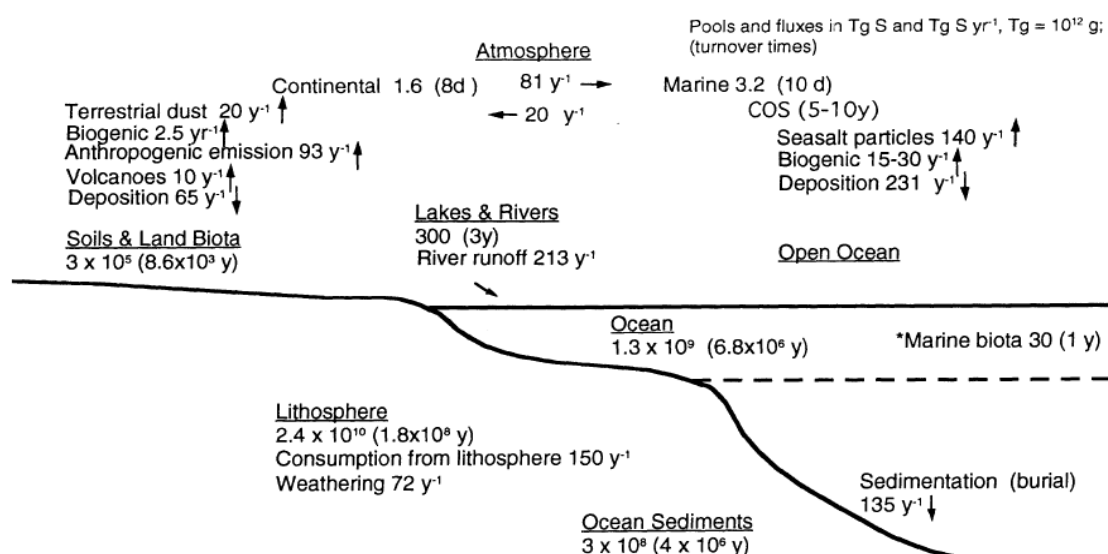 Pools and fluxes in Tg S and Tg S yr⁻¹, Tg = 10¹² g;
(turnover times)
Atmosphere
Continental 1.6 (8d)
81 y⁻¹ →
← 20 y⁻¹
Marine 3.2 (10 d)
COS (5-10y)
Terrestrial dust 20 y⁻¹ ↑
Biogenic 2.5 yr⁻¹ ↑
Anthropogenic emission 93 y⁻¹ ↑
Volcanoes 10 y⁻¹ ↑
Deposition 65 y⁻¹ ↓
Seasalt particles 140 y⁻¹ ↑
Biogenic 15-30 y⁻¹ ↑
Deposition 231 y⁻¹ ↓
Soils & Land Biota
3 x 10⁵ (8.6x10³ y)
Lakes & Rivers
300 (3y)
River runoff 213 y⁻¹
Open Ocean
Ocean
1.3 x 10⁹ (6.8x10⁶ y)
*Marine biota 30 (1 y)
Lithosphere
2.4 x 10¹⁰ (1.8x10⁸ y)
Consumption from lithosphere 150 y⁻¹
Weathering 72 y⁻¹
Sedimentation (burial)
135 y⁻¹ ↓
Ocean Sediments
3 x 10⁸ (4 x 10⁶ y)